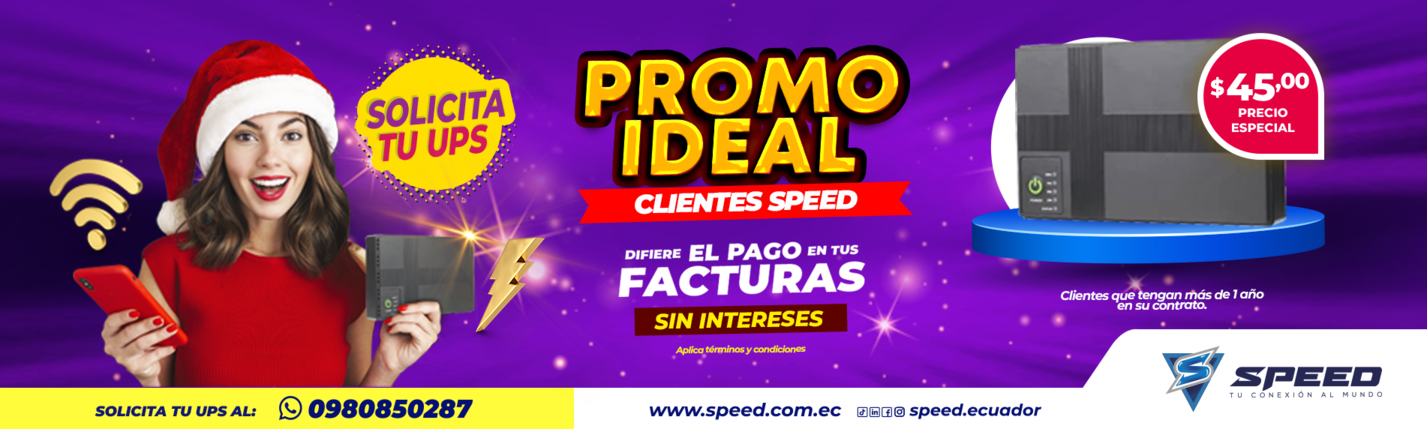 SOLICITA
TU UPS
PROMO
IDEAL
CLIENTES SPEED
DIFIERE EL PAGO EN TUS
FACTURAS
SIN INTERESES
Aplica términos y condiciones
$45,00
PRECIO
ESPECIAL
Clientes que tengan más de 1 año
en su contrato.
SOLICITA TU UPS AL: 0980850287
www.speed.com.ec speed.ecuador
SPEED
TU CONEXIÓN AL MUNDO